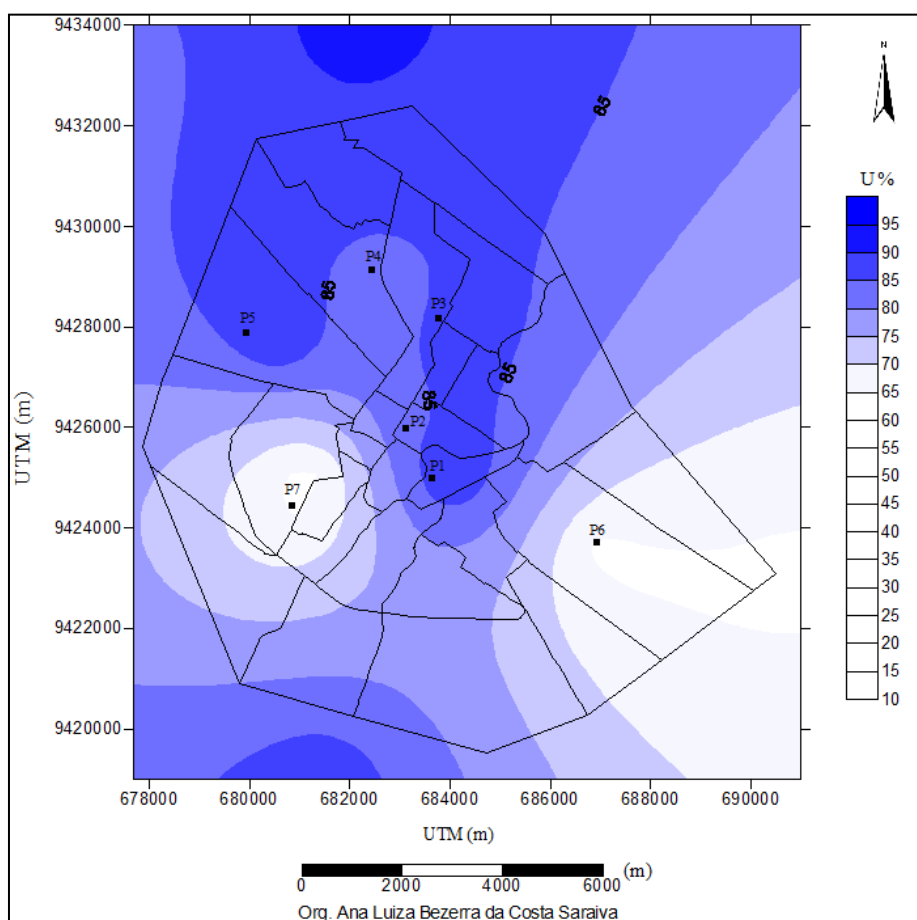 9434000
9432000
9430000
9428000
9426000
9424000
9422000
9420000
UTM (m)
85
P4
85
P3
P5
85
85
P2
P1
P7
P6
678000 680000 682000 684000 686000 688000 690000
UTM (m)
N
U%
95
90
85
80
75
70
65
60
55
50
45
40
35
30
25
20
15
10
0 2000 4000 6000 (m)
Org. Ana Luiza Bezerra da Costa Saraiva